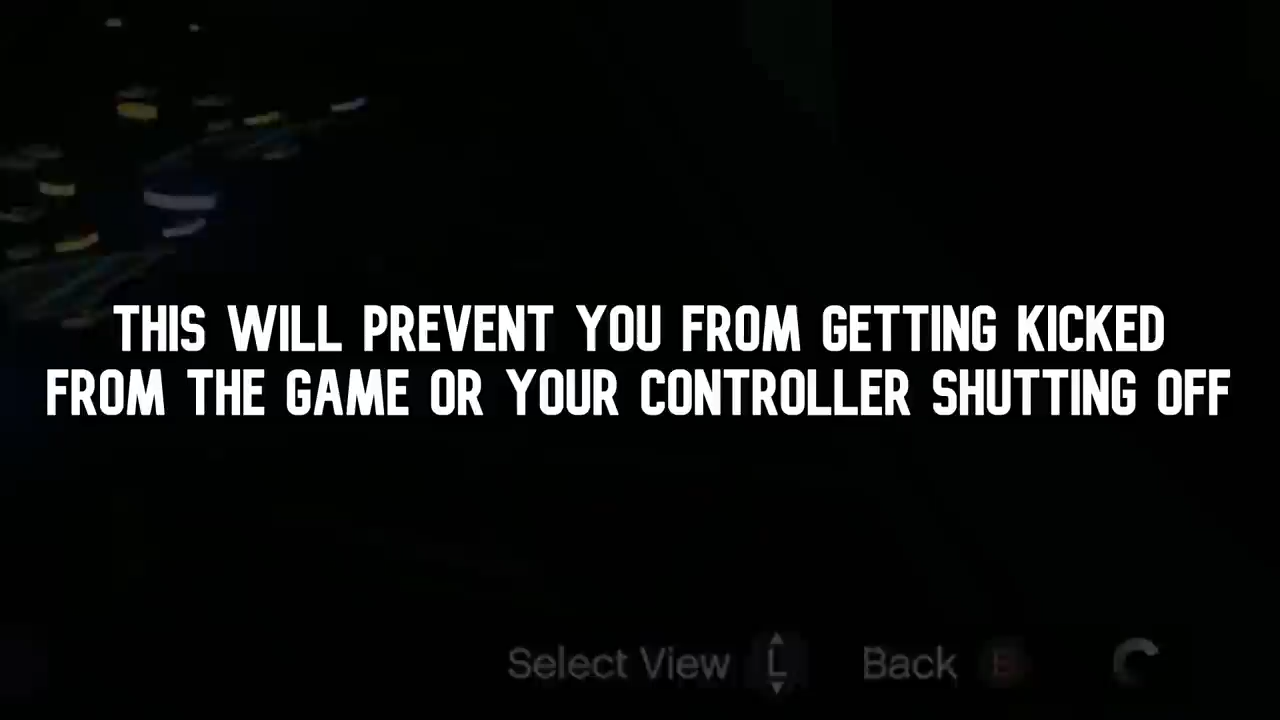 THIS WILL PREVENT YOU FROM GETTING KICKED
FROM THE GAME OR YOUR CONTROLLER SHUTTING OFF
Select View L Back B